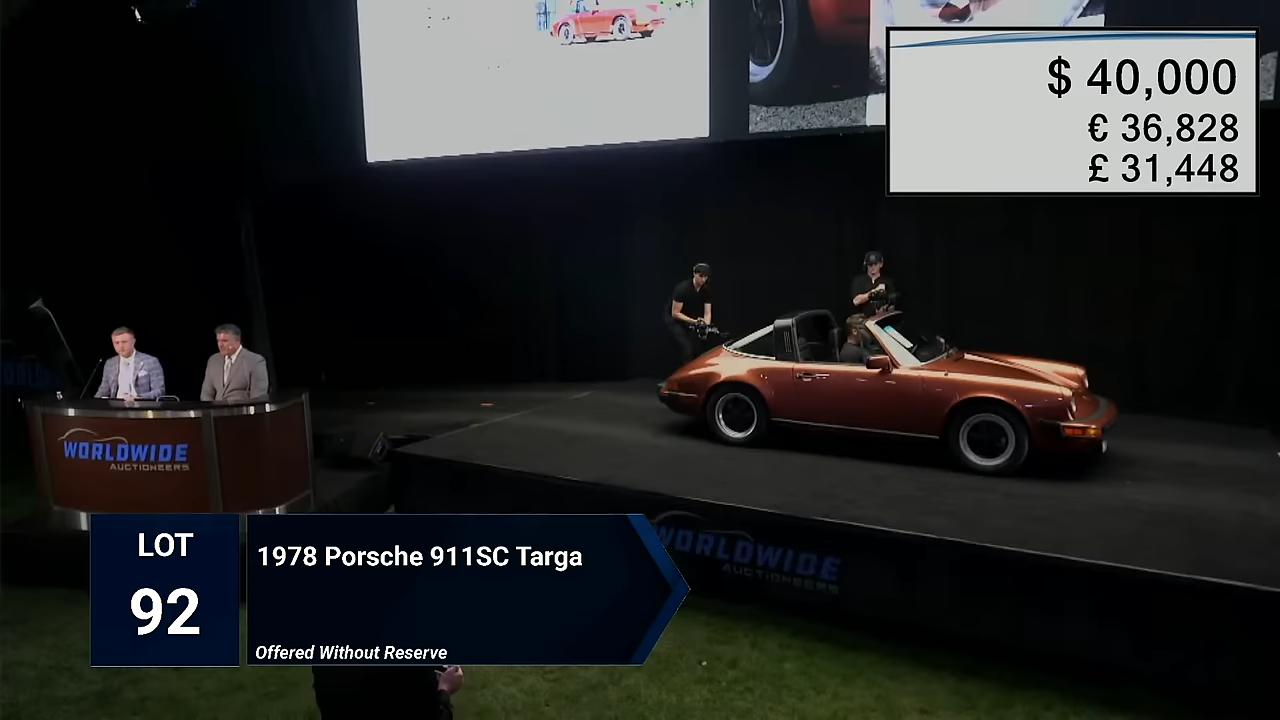 $ 40,000
€ 36,828
£ 31,448
WORLDWIDE
AUCTIONEERS
LOT
92
1978 Porsche 911SC Targa
Offered Without Reserve
WORLDWIDE
AUCTIONEERS